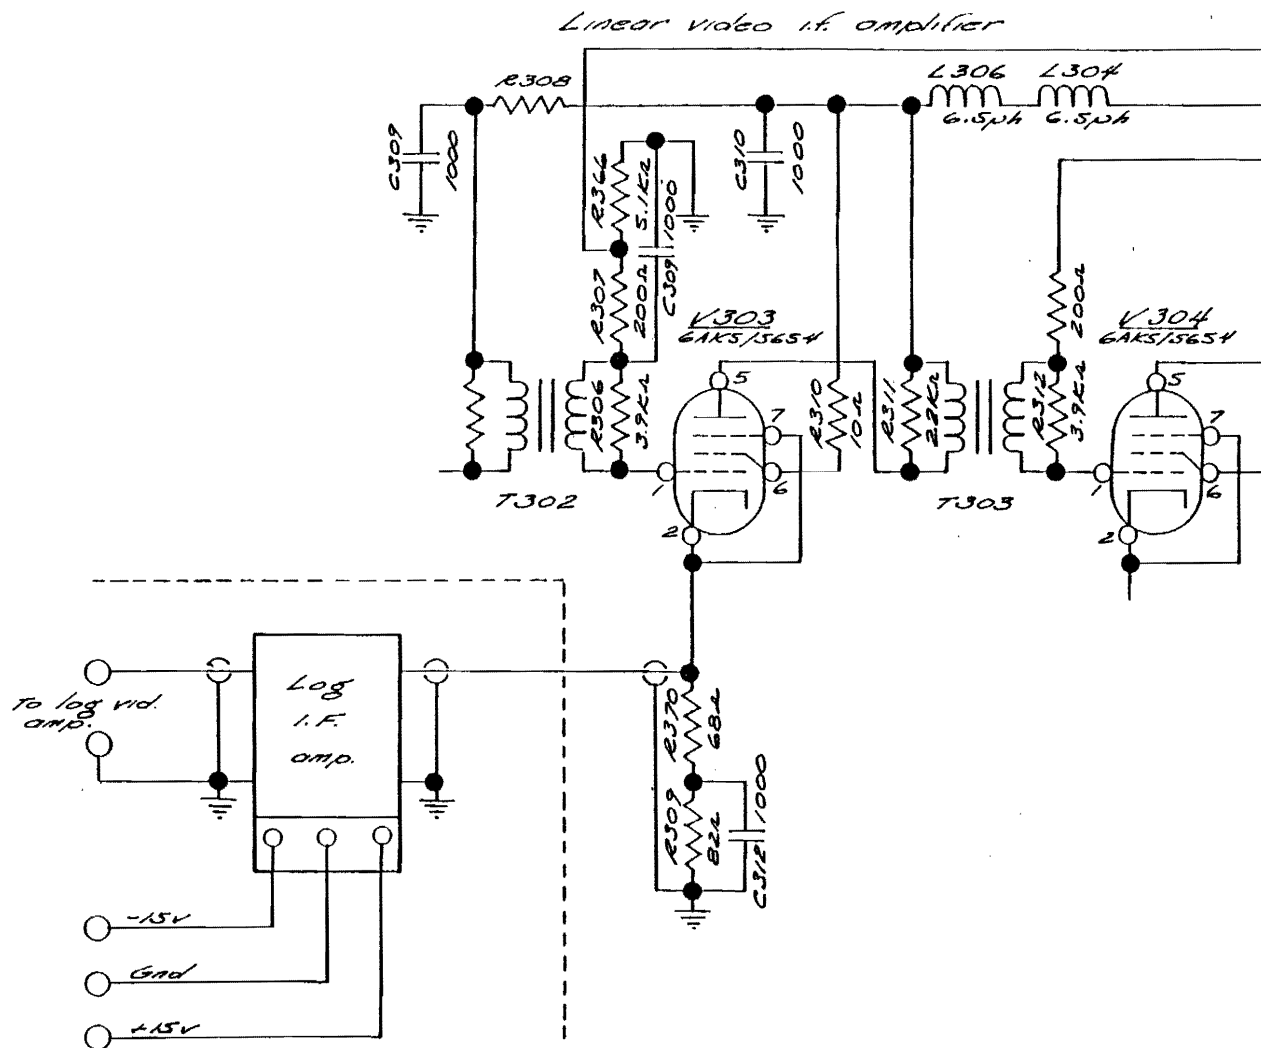 Linear video i.f. amplifier
R308
L306
6.5μh
L304
6.5μh
C309
1000
R366
5.1KΩ
C309
1000
R307
200Ω
C310
1000
200Ω
V303
6AK5/5654
V304
6AK5/5654
R306
3.9KΩ
5
7
1
6
2
R310
10Ω
R311
22KΩ
R312
3.9KΩ
5
7
1
6
2
T302
T303
To log vid.
amp.
Log
I.F.
amp.
R370
68Ω
R309
82Ω
C312
1000
-15v
Gnd
+15v